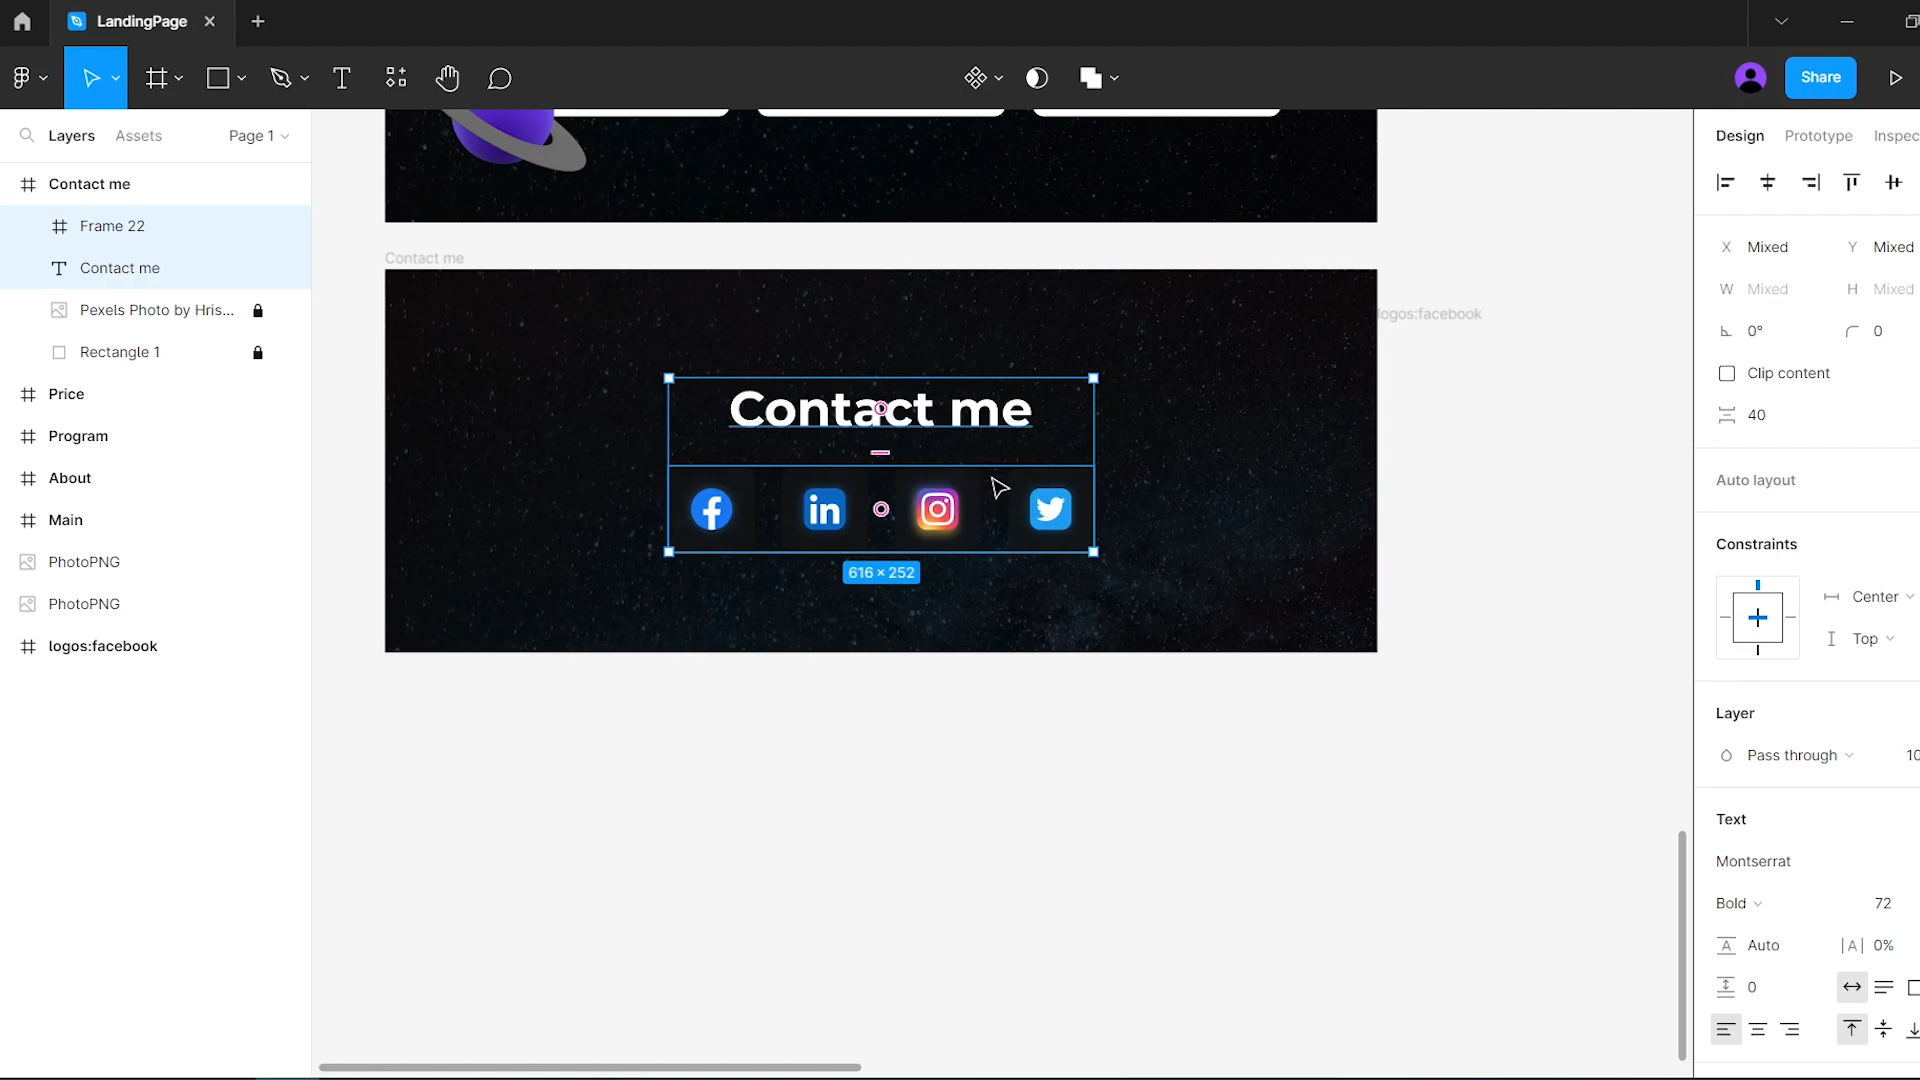 LandingPage
Share
Layers
Assets
Page 1
Contact me
Frame 22
Contact me
Pexels Photo by Hris...
Rectangle 1
Price
Program
About
Main
PhotoPNG
PhotoPNG
logos:facebook
Contact me
logos:facebook
Contact me
in
616 × 252
Design
Prototype
Inspec
X Mixed
Y Mixed
W Mixed
H Mixed
0°
0
Clip content
40
Auto layout
Constraints
Center
Top
Layer
Pass through
10
Text
Montserrat
Bold
72
A Auto
|A| 0%
0